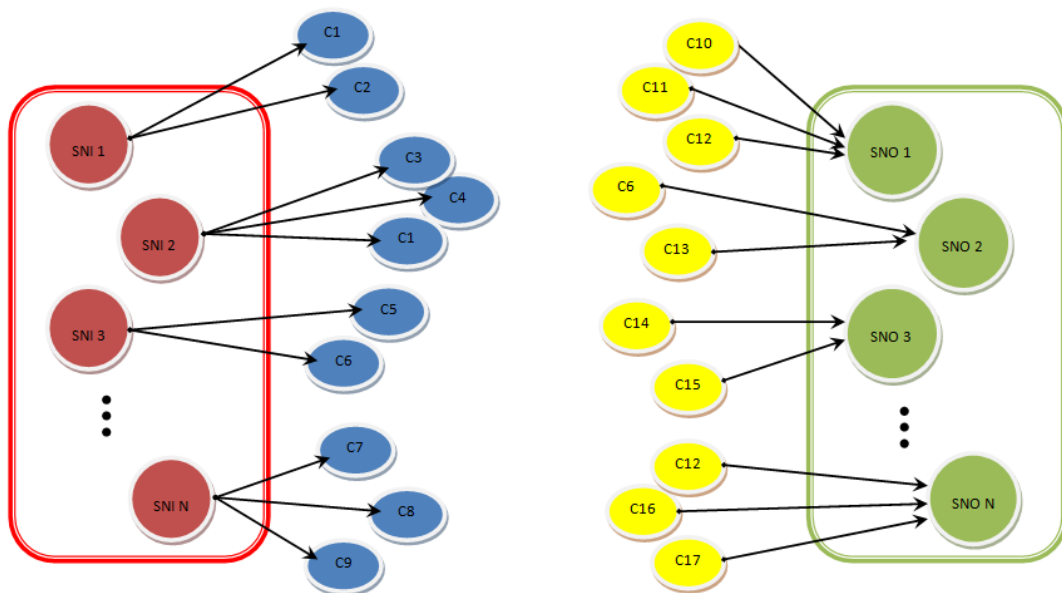 C1
C2
SNI 1
C3
C4
SNI 2
C1
C5
SNI 3
C6
C7
SNI N
C8
C9
C10
C11
C12
SNO 1
C6
C13
SNO 2
C14
SNO 3
C15
C12
C16
SNO N
C17